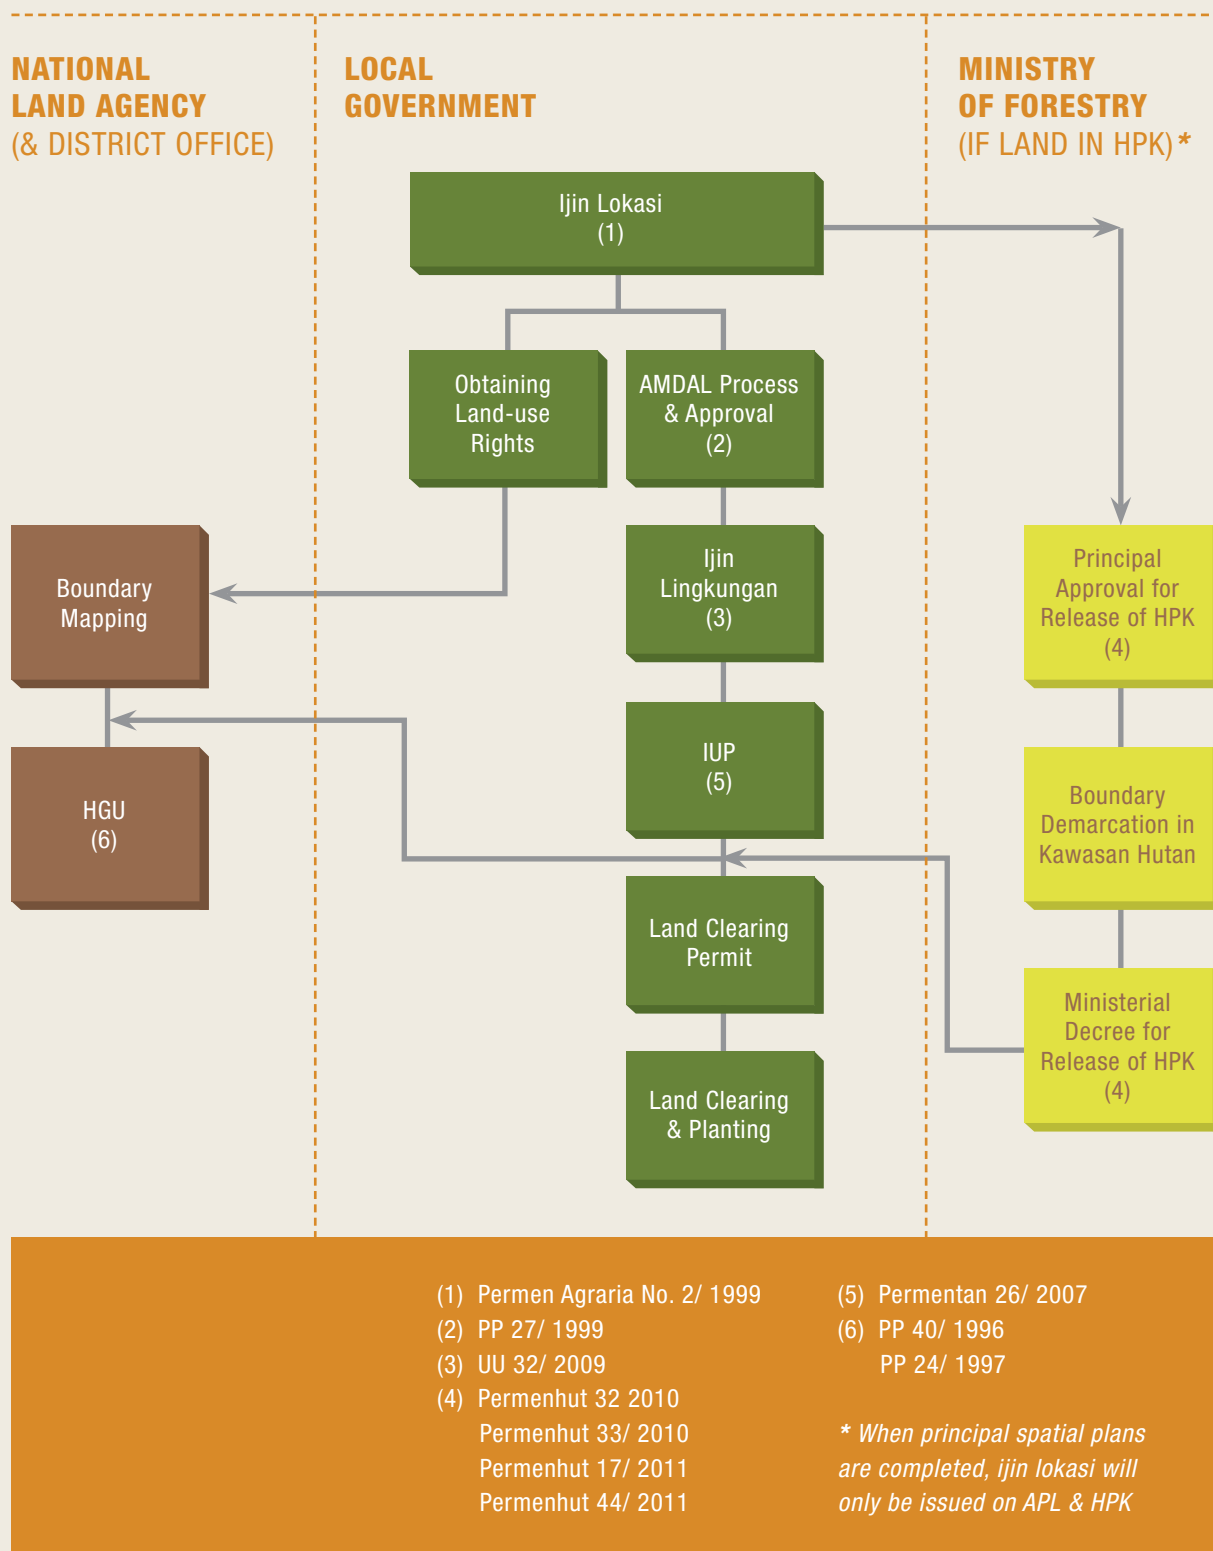 NATIONAL
LAND AGENCY
(& DISTRICT OFFICE)
LOCAL
GOVERNMENT
MINISTRY
OF FORESTRY
(IF LAND IN HPK)*
Ijin Lokasi
(1)
Obtaining
Land-use
Rights
AMDAL Process
& Approval
(2)
Boundary
Mapping
Ijin
Lingkungan
(3)
Principal
Approval for
Release of HPK
(4)
HGU
(6)
IUP
(5)
Boundary
Demarcation in
Kawasan Hutan
Land Clearing
Permit
Ministerial
Decree for
Release of HPK
(4)
Land Clearing
& Planting
(1) Permen Agraria No. 2/ 1999
(2) PP 27/ 1999
(3) UU 32/ 2009
(4) Permenhut 32 2010
Permenhut 33/ 2010
Permenhut 17/ 2011
Permenhut 44/ 2011
(5) Permentan 26/ 2007
(6) PP 40/ 1996
PP 24/ 1997
* When principal spatial plans
are completed, ijin lokasi will
only be issued on APL & HPK